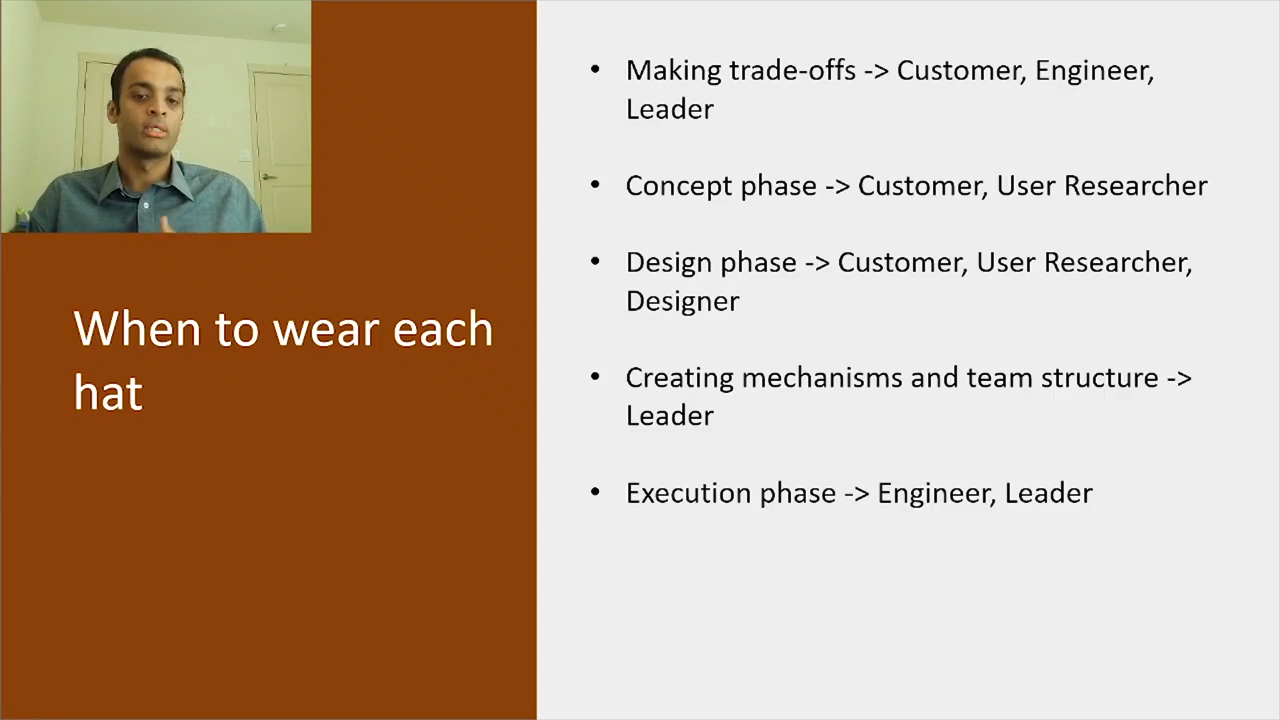 When to wear each
hat
• Making trade-offs -> Customer, Engineer,
Leader
• Concept phase -> Customer, User Researcher
• Design phase -> Customer, User Researcher,
Designer
• Creating mechanisms and team structure ->
Leader
• Execution phase -> Engineer, Leader